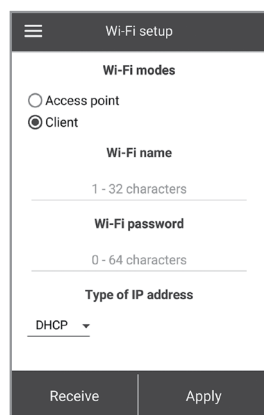 Wi-Fi setup
Wi-Fi modes
Access point
Client
Wi-Fi name
1 - 32 characters
Wi-Fi password
0 - 64 characters
Type of IP address
DHCP
Receive
Apply